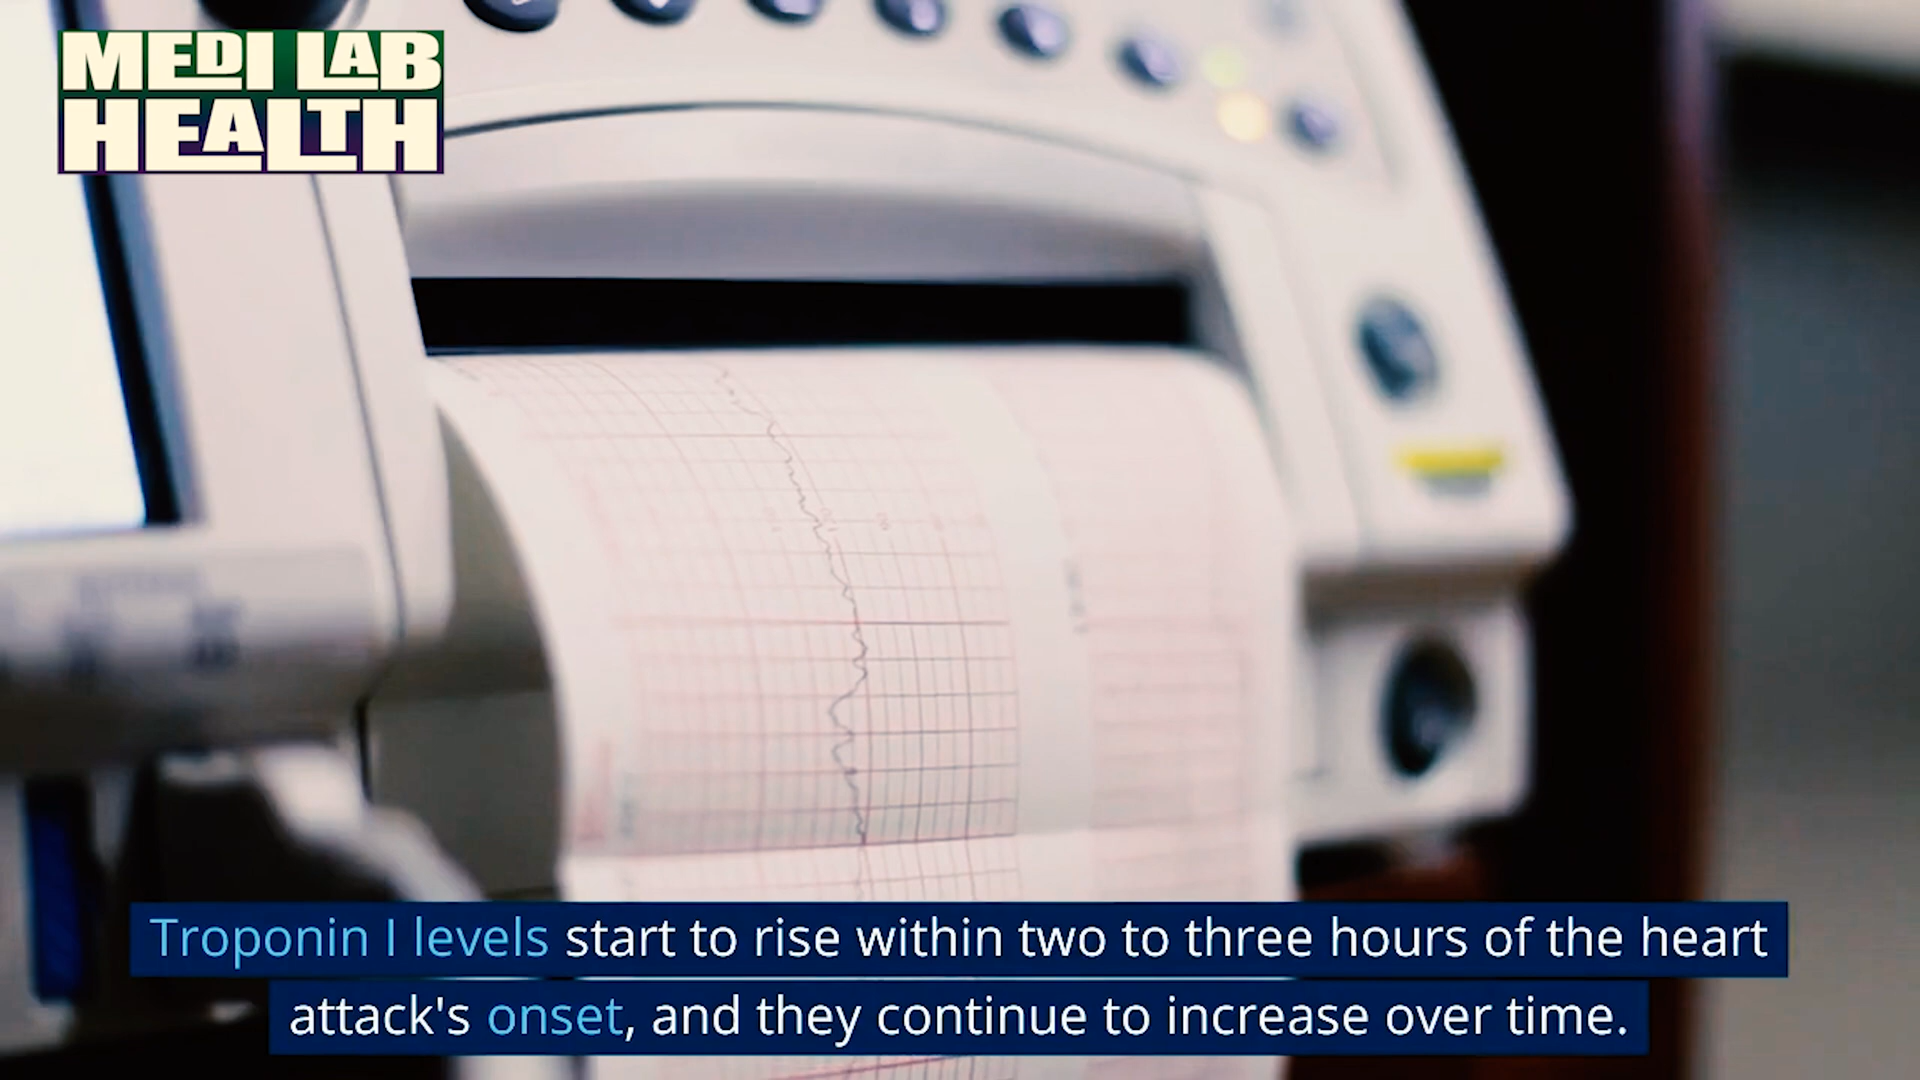 MEDI LAB
HEALTH
Troponin I levels start to rise within two to three hours of the heart
attack's onset, and they continue to increase over time.